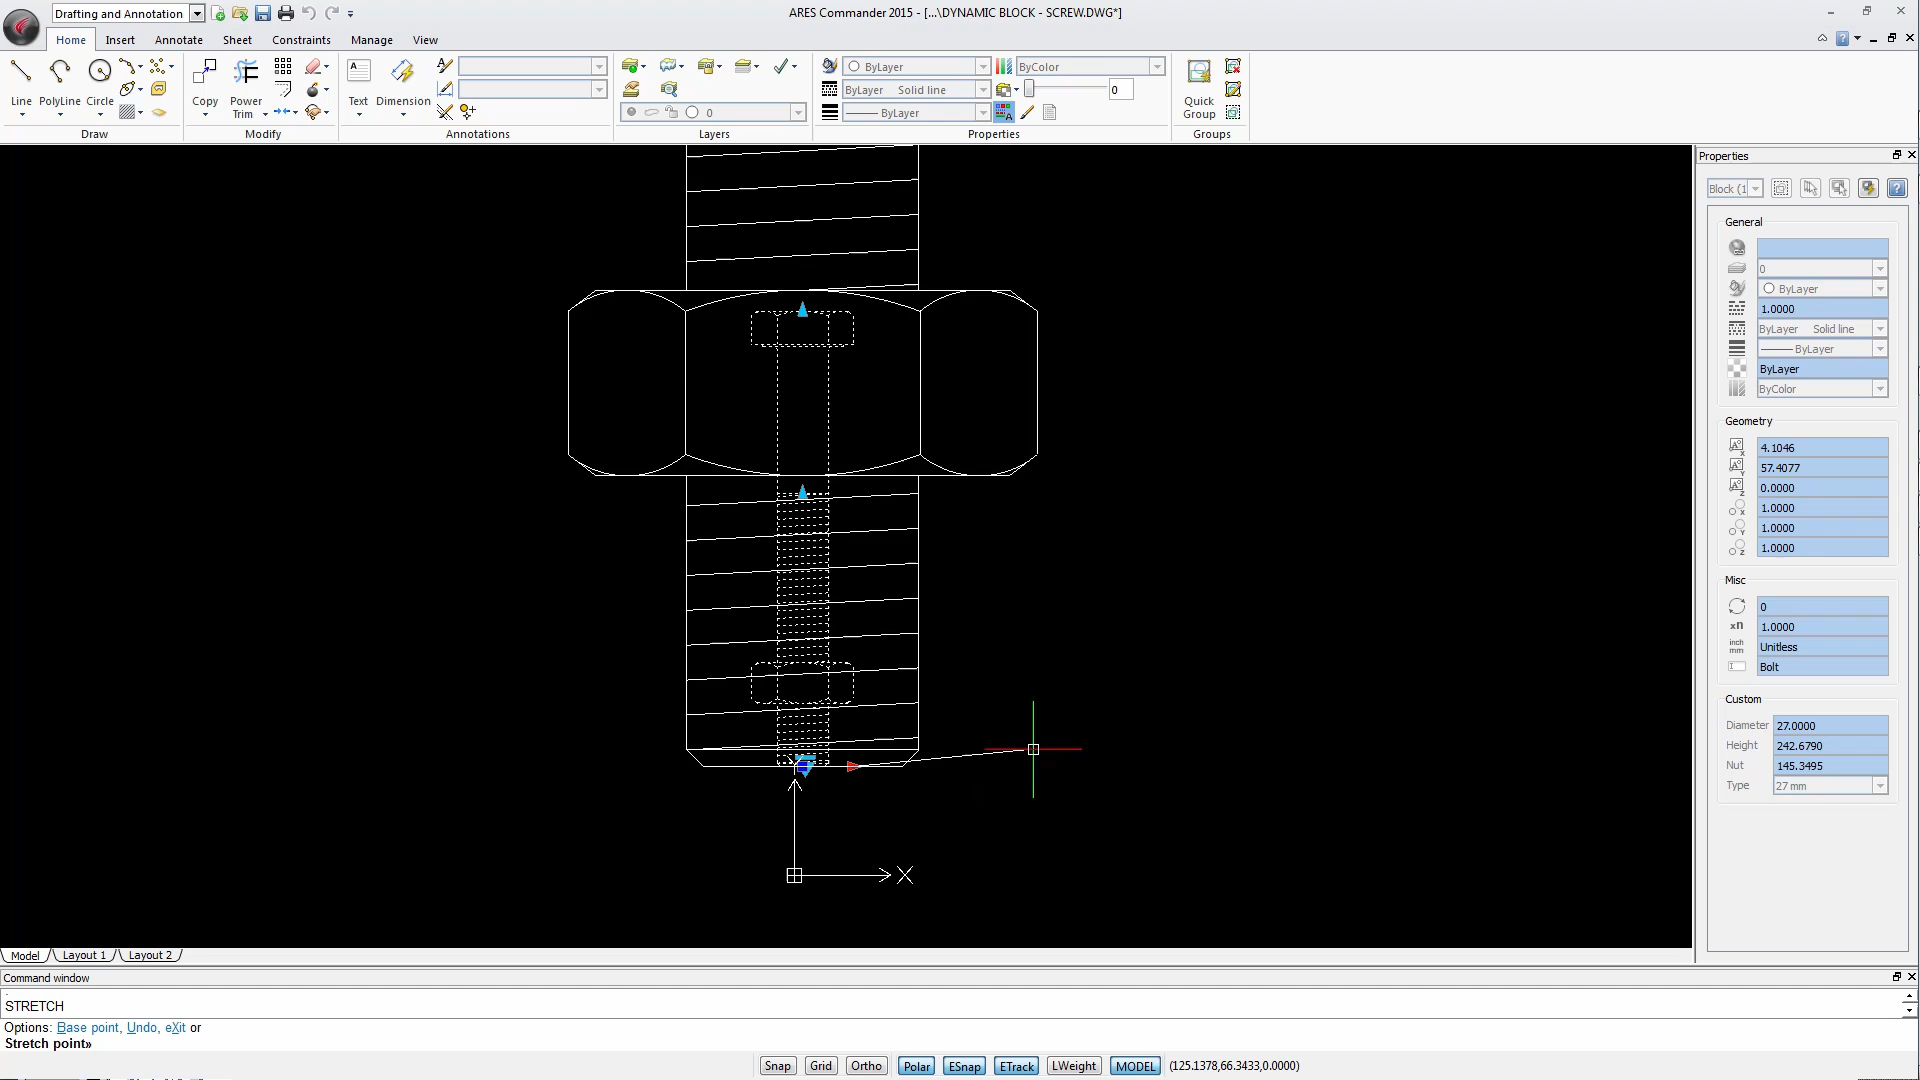 Drafting and Annotation
ARES Commander 2015 - [...\DYNAMIC BLOCK - SCREW.DWG*]
Home Insert Annotate Sheet Constraints Manage View
Line PolyLine Circle
Draw
Copy Power Trim
Modify
Text Dimension
Annotations
0
Layers
ByLayer ByColor
ByLayer Solid line 0
ByLayer
Properties
Quick Group
Groups
Properties
Block (1
General
0
ByLayer
1.0000
ByLayer Solid line
ByLayer
ByLayer
ByColor
Geometry
X 4.1046
Y 57.4077
Z 0.0000
X 1.0000
Y 1.0000
Z 1.0000
Misc
0
xn 1.0000
inch mm Unitless
Bolt
Custom
Diameter 27.0000
Height 242.6790
Nut 145.3495
Type 27 mm
X
Model Layout 1 Layout 2
Command window
STRETCH
Options: Base point, Undo, eXit or
Stretch point»
Snap Grid Ortho Polar ESnap ETrack LWeight MODEL (125.1378,66.3433,0.0000)